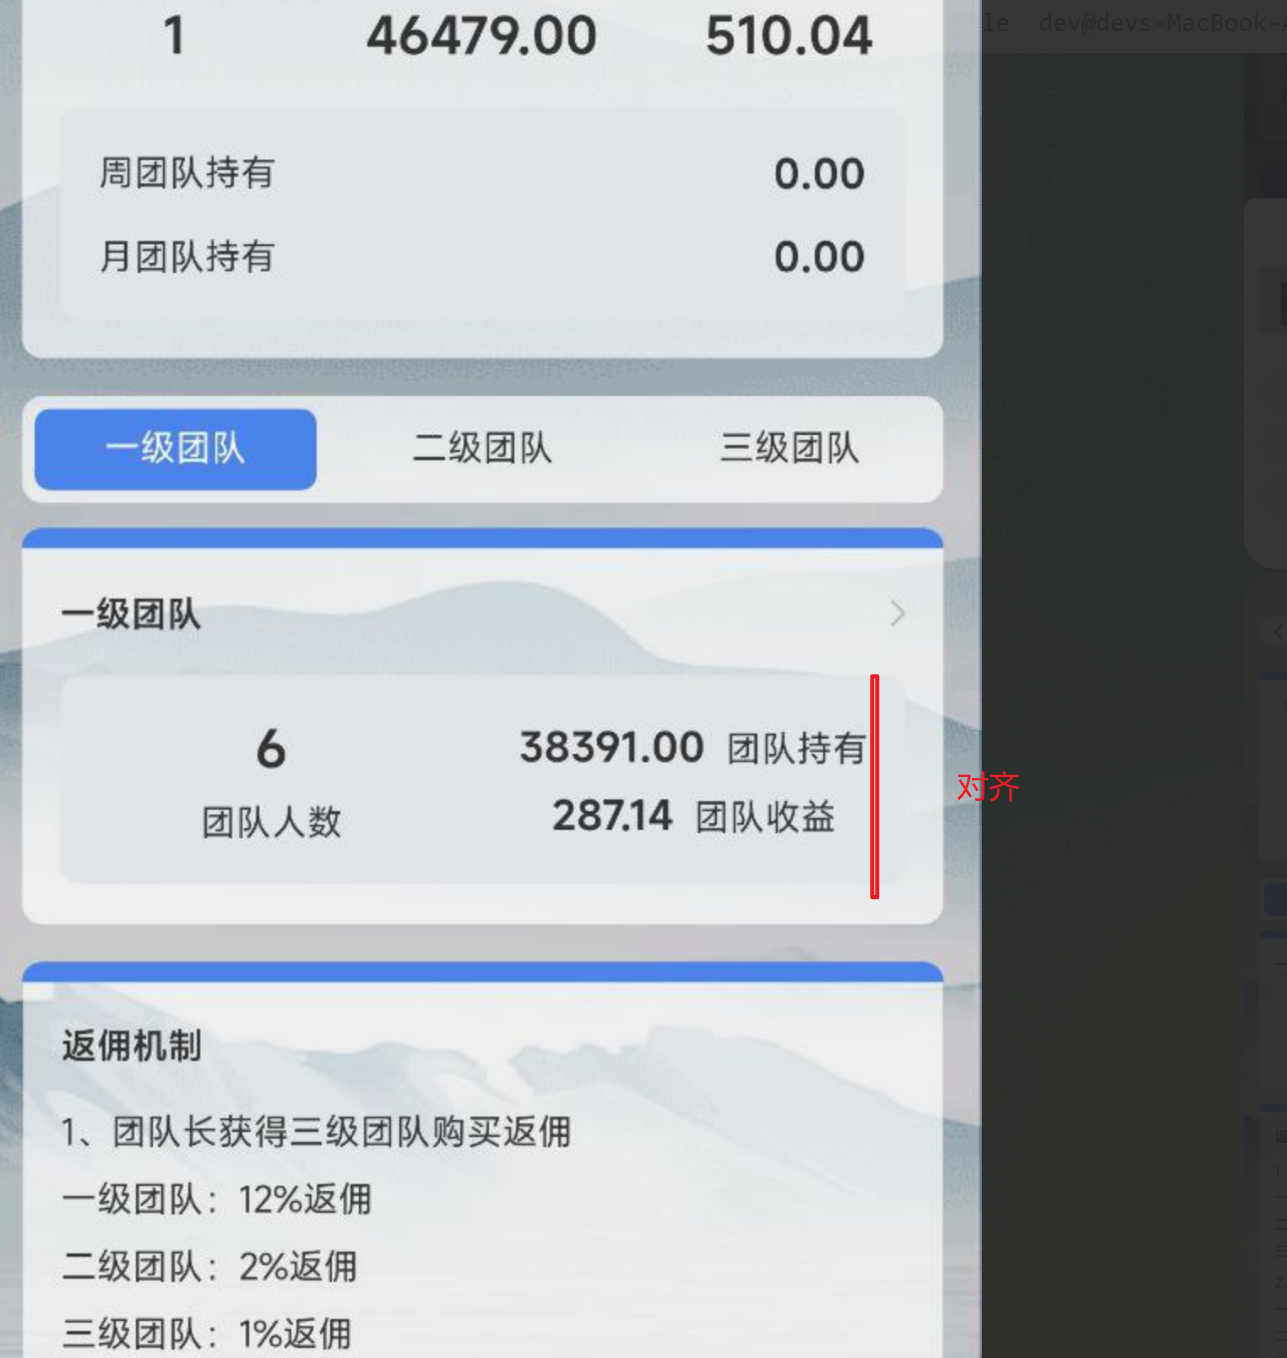 1 46479.00 510.04
le dev@devs-MacBook-
周团队持有 0.00
月团队持有 0.00
一级团队 二级团队 三级团队
一级团队
6 38391.00 团队持有
团队人数 287.14 团队收益
对齐
返佣机制
1、团队长获得三级团队购买返佣
一级团队：12%返佣
二级团队：2%返佣
三级团队：1%返佣